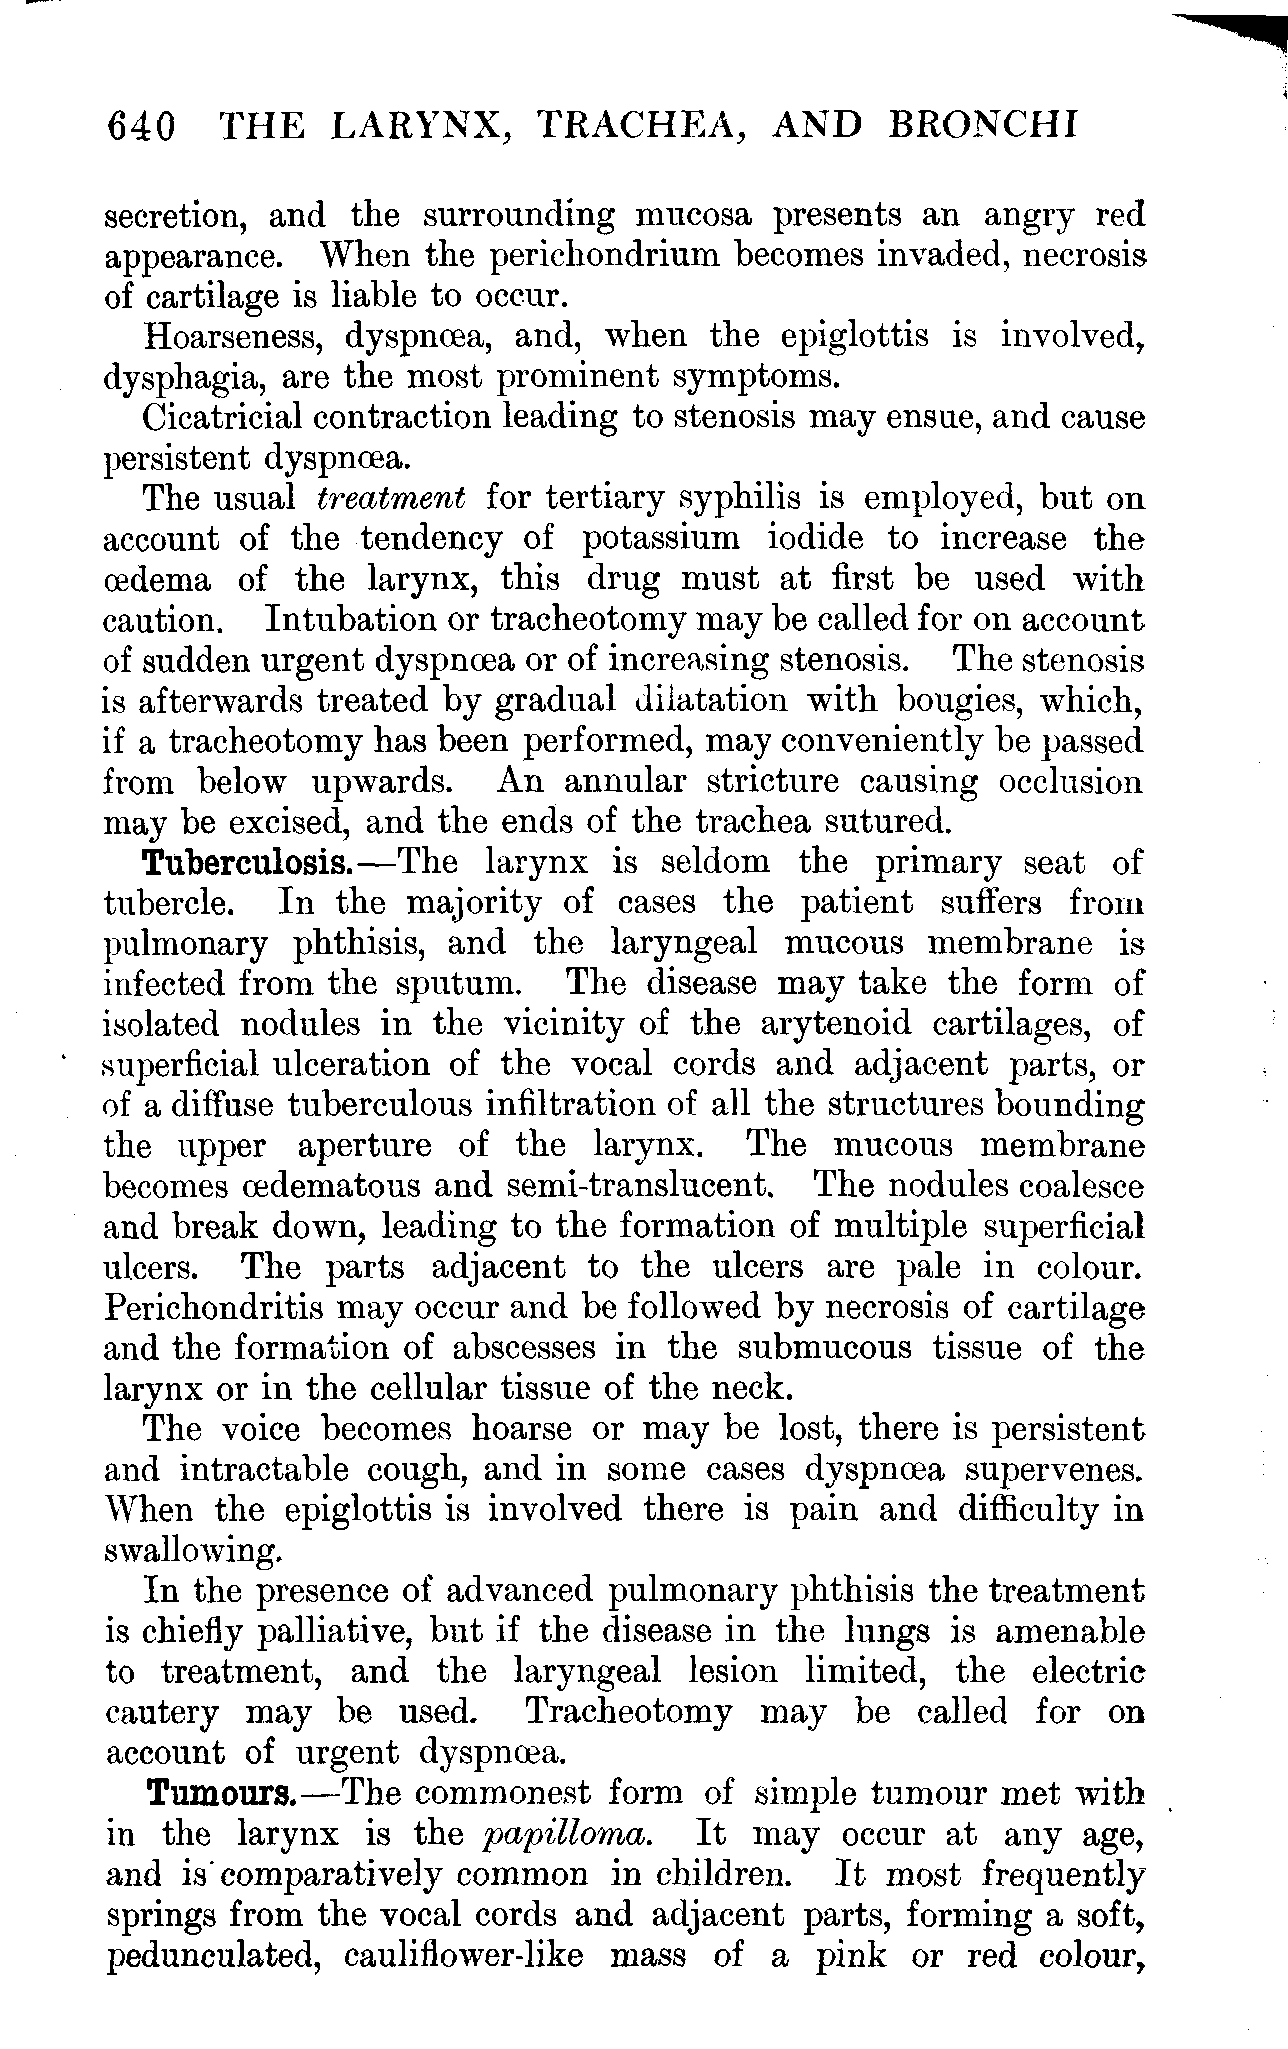 640 THE LARYNX, TRACHEA, AND BRONCHI
secretion, and the surrounding mucosa presents an angry red
appearance. When the perichondrium becomes invaded, necrosis
of cartilage is liable to occur.
Hoarseness, dyspnœa, and, when the epiglottis is involved,
dysphagia, are the most prominent symptoms.
Cicatricial contraction leading to stenosis may ensue, and cause
persistent dyspnœa.
The usual treatment for tertiary syphilis is employed, but on
account of the tendency of potassium iodide to increase the
œdema of the larynx, this drug must at first be used with
caution. Intubation or tracheotomy may be called for on account
of sudden urgent dyspnœa or of increasing stenosis. The stenosis
is afterwards treated by gradual dilatation with bougies, which,
if a tracheotomy has been performed, may conveniently be passed
from below upwards. An annular stricture causing occlusion
may be excised, and the ends of the trachea sutured.
Tuberculosis.—The larynx is seldom the primary seat of
tubercle. In the majority of cases the patient suffers from
pulmonary phthisis, and the laryngeal mucous membrane is
infected from the sputum. The disease may take the form of
isolated nodules in the vicinity of the arytenoid cartilages, of
superficial ulceration of the vocal cords and adjacent parts, or
of a diffuse tuberculous infiltration of all the structures bounding
the upper aperture of the larynx. The mucous membrane
becomes œdematous and semi-translucent. The nodules coalesce
and break down, leading to the formation of multiple superficial
ulcers. The parts adjacent to the ulcers are pale in colour.
Perichondritis may occur and be followed by necrosis of cartilage
and the formation of abscesses in the submucous tissue of the
larynx or in the cellular tissue of the neck.
The voice becomes hoarse or may be lost, there is persistent
and intractable cough, and in some cases dyspnœa supervenes.
When the epiglottis is involved there is pain and difficulty in
swallowing.
In the presence of advanced pulmonary phthisis the treatment
is chiefly palliative, but if the disease in the lungs is amenable
to treatment, and the laryngeal lesion limited, the electric
cautery may be used. Tracheotomy may be called for on
account of urgent dyspnœa.
Tumours.—The commonest form of simple tumour met with
in the larynx is the papilloma. It may occur at any age,
and is comparatively common in children. It most frequently
springs from the vocal cords and adjacent parts, forming a soft,
pedunculated, cauliflower-like mass of a pink or red colour,